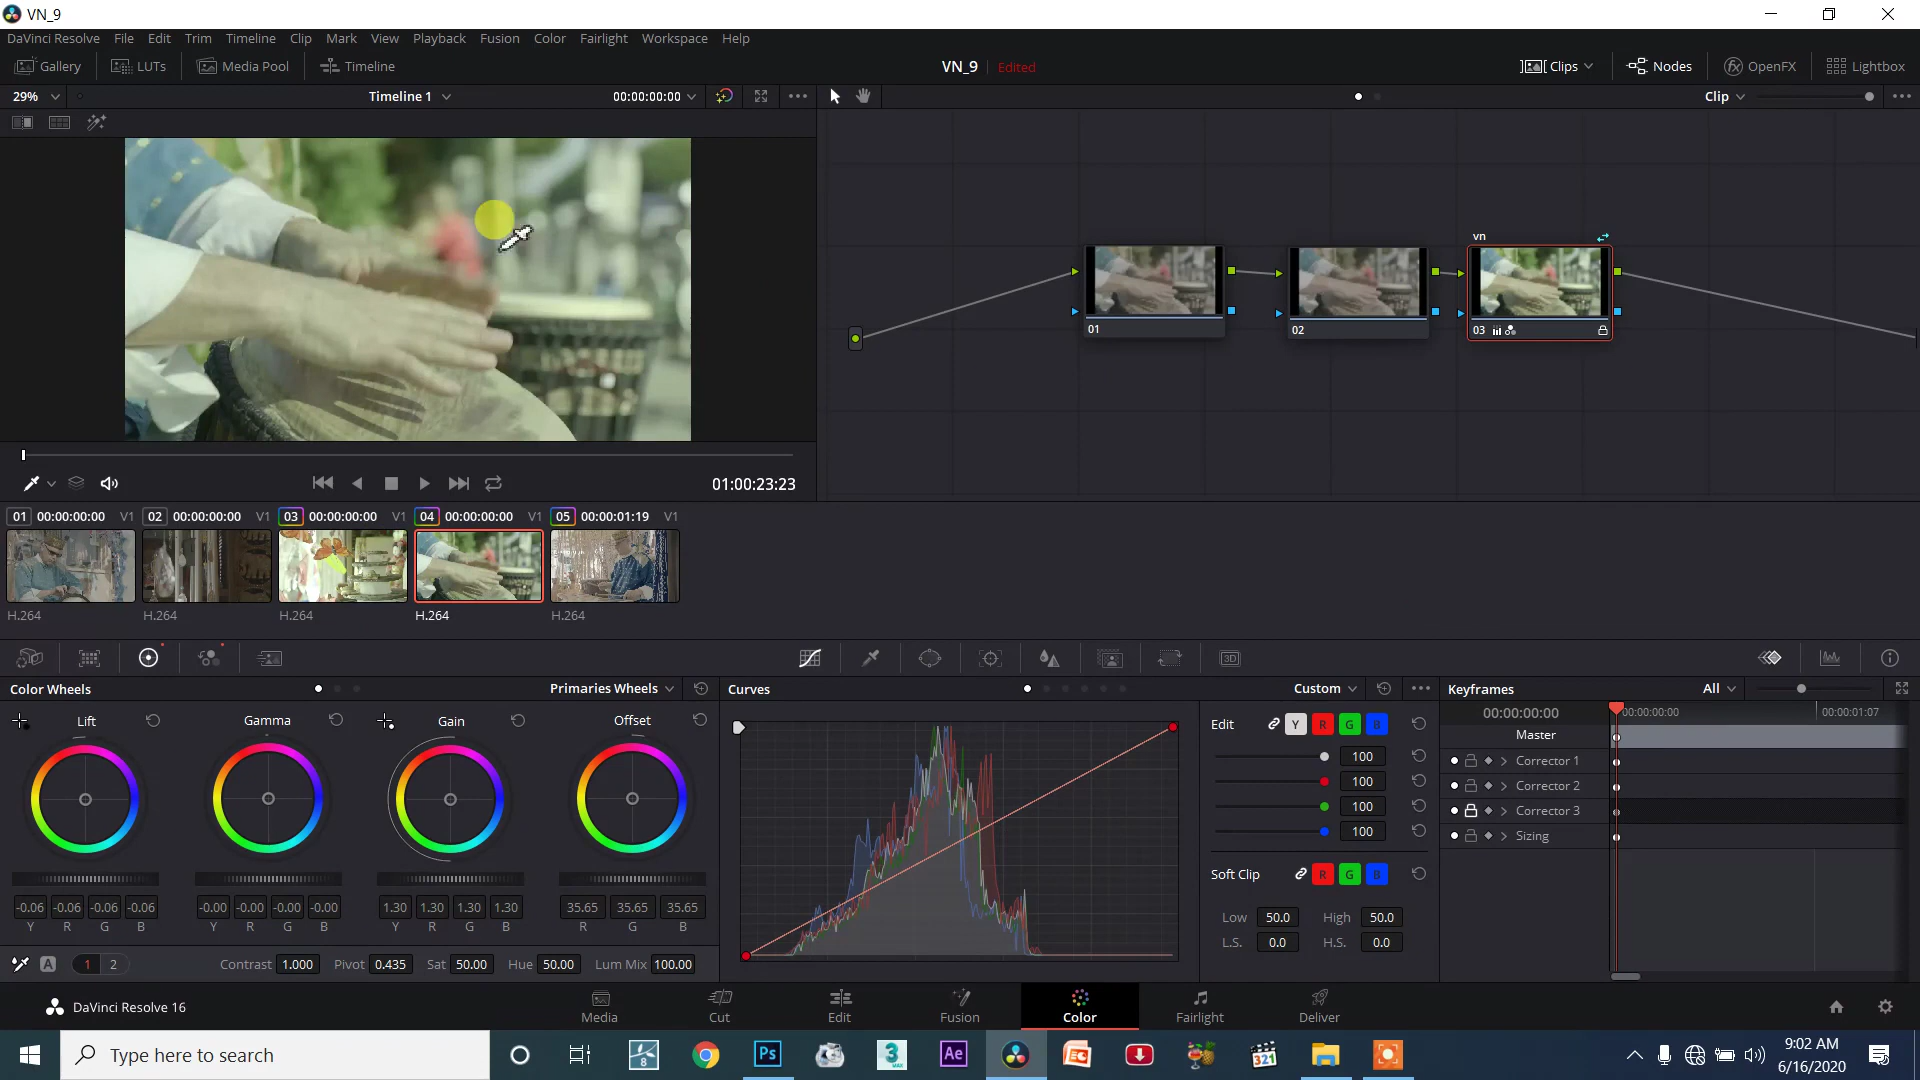 VN_9
DaVinci Resolve File Edit Trim Timeline Clip Mark View Playback Fusion Color Fairlight Workspace Help
Gallery LUTs Media Pool Timeline VN_9 Edited Clips Nodes OpenFX Lightbox
29% Timeline 1 00:00:00:00 Clip
vn
01 02 03
01:00:23:23
01 00:00:00:00 V1 02 00:00:00:00 V1 03 00:00:00:00 V1 04 00:00:00:00 V1 05 00:00:01:19 V1
H.264 H.264 H.264 H.264 H.264
3D
Color Wheels Primaries Wheels Curves Custom Keyframes All
Lift Gamma Gain Offset
Edit Y R G B
100
100
100
100
Soft Clip R G B
Low 50.0 High 50.0
L.S. 0.0 H.S. 0.0
00:00:00:00 00:00:00:00 00:00:01:07
Master
Corrector 1
Corrector 2
Corrector 3
Sizing
-0.06 -0.06 -0.06 -0.06 -0.00 -0.00 -0.00 -0.00 1.30 1.30 1.30 1.30 35.65 35.65 35.65
Y R G B Y R G B Y R G B R G B
A 1 2 Contrast 1.000 Pivot 0.435 Sat 50.00 Hue 50.00 Lum Mix 100.00
DaVinci Resolve 16 Media Cut Edit Fusion Color Fairlight Deliver
Type here to search
8 Ps 3 MAX Ae 321
9:02 AM
6/16/2020